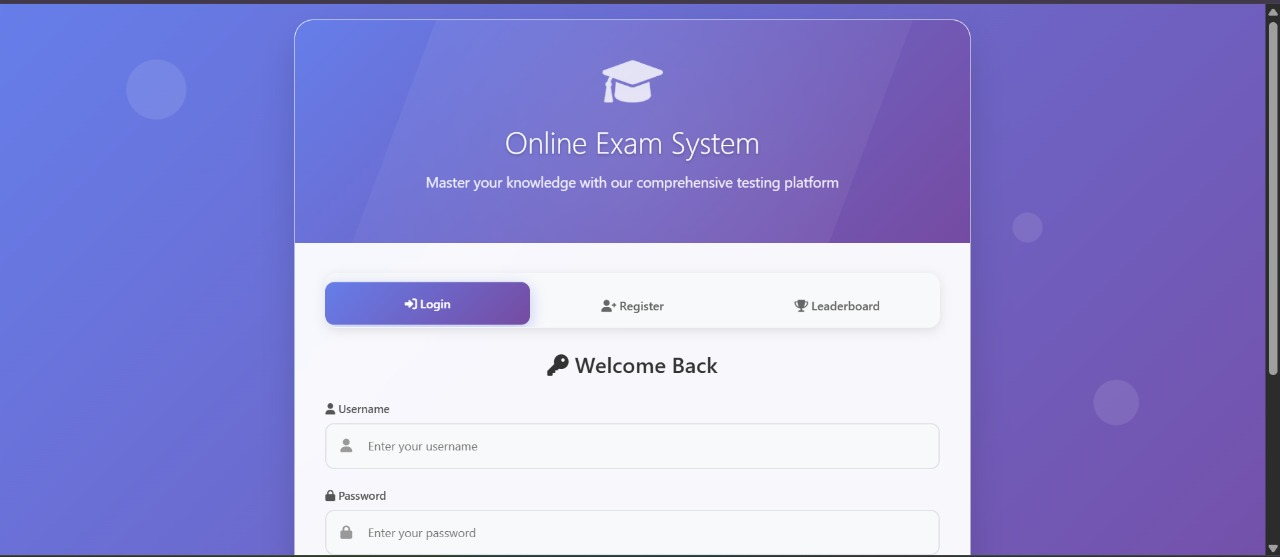 Online Exam System
Master your knowledge with our comprehensive testing platform
Login
Register
Leaderboard
Welcome Back
Username
Enter your username
Password
Enter your password